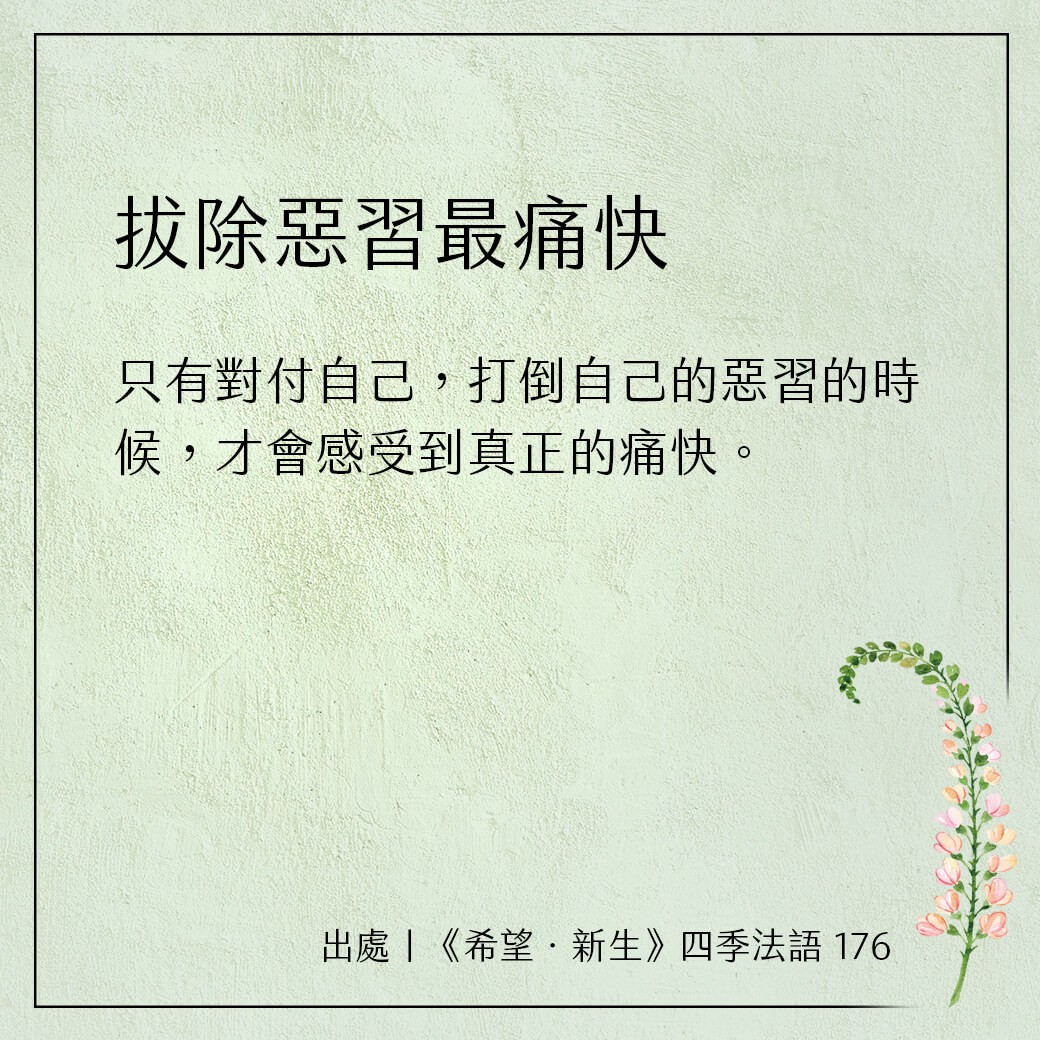 拔除惡習最痛快
只有對付自己，打倒自己的惡習的時
候，才會感受到真正的痛快。
出處｜《希望．新生》四季法語 176